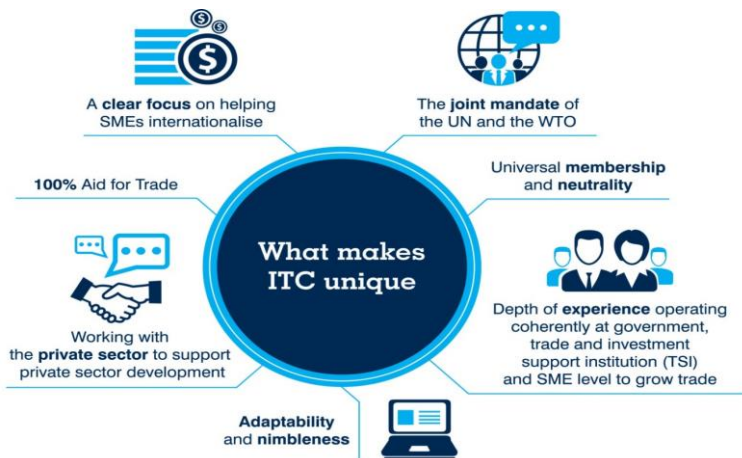 A clear focus on helping
SMEs internationalise
The joint mandate of
the UN and the WTO
100% Aid for Trade
Universal membership
and neutrality
What makes
ITC unique
Working with
the private sector to support
private sector development
Depth of experience operating
coherently at government,
trade and investment
support institution (TSI)
and SME level to grow trade
Adaptability
and nimbleness